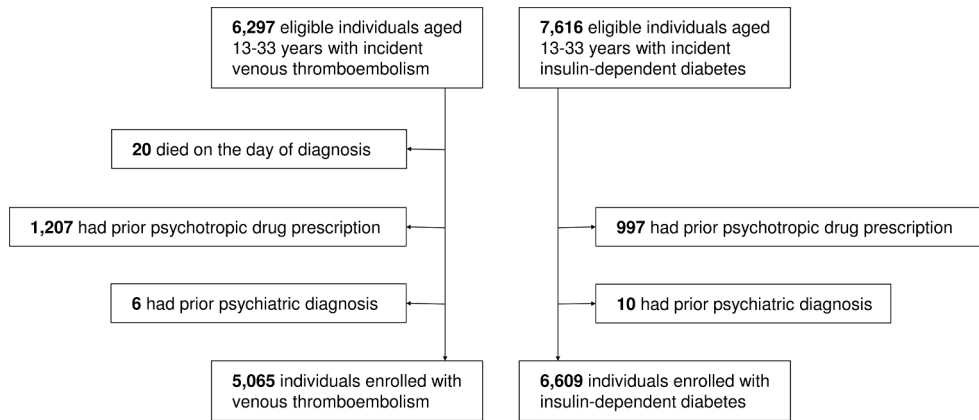 6,297 eligible individuals aged
13-33 years with incident
venous thromboembolism
7,616 eligible individuals aged
13-33 years with incident
insulin-dependent diabetes
20 died on the day of diagnosis
1,207 had prior psychotropic drug prescription
997 had prior psychotropic drug prescription
6 had prior psychiatric diagnosis
10 had prior psychiatric diagnosis
5,065 individuals enrolled with
venous thromboembolism
6,609 individuals enrolled with
insulin-dependent diabetes